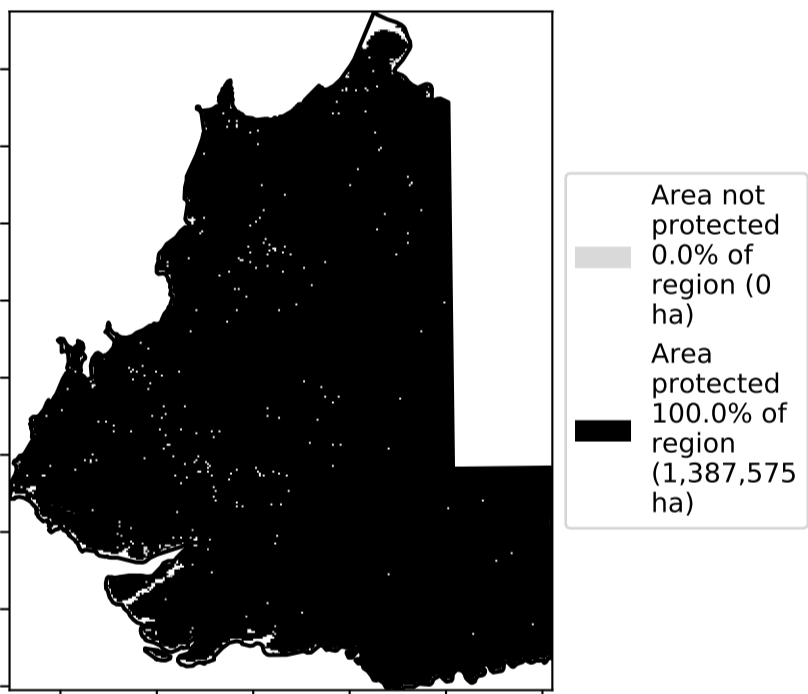 Area not
protected
0.0% of
region (0
ha)
Area
protected
100.0% of
region
(1,387,575
ha)